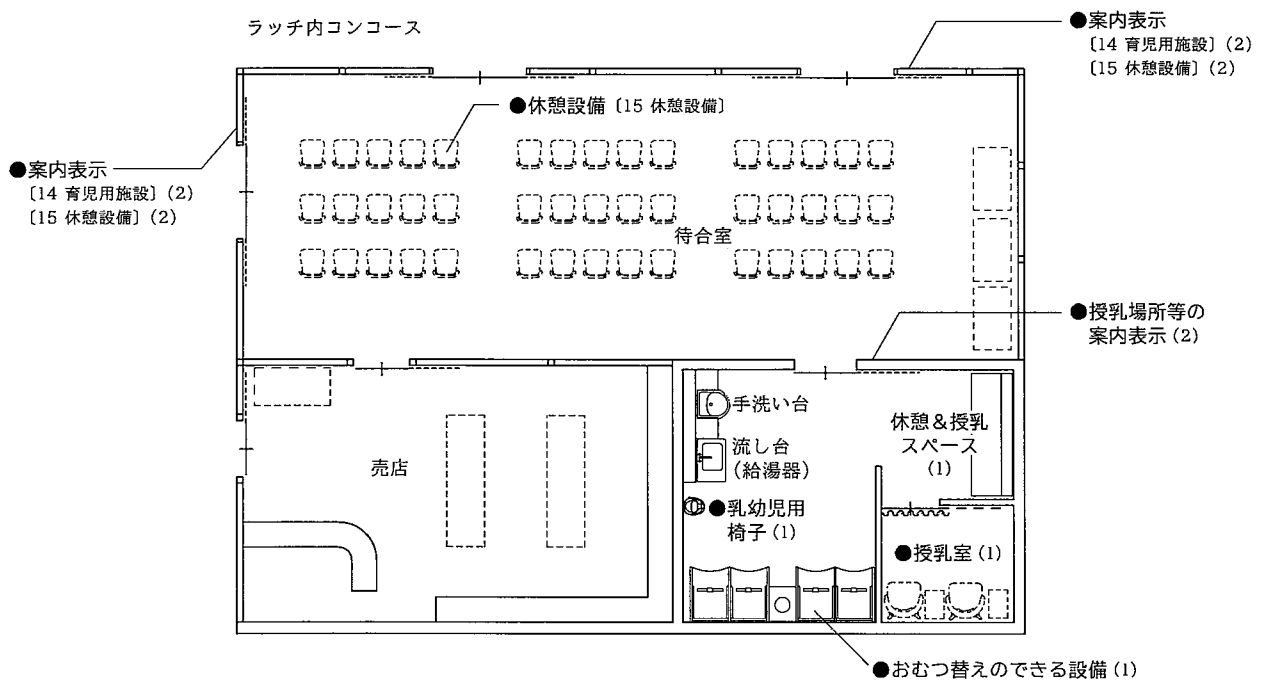 ラッチ内コンコース
●案内表示
〔14 育児用施設〕(2)
〔15 休憩設備〕(2)
●休憩設備〔15 休憩設備〕
●案内表示
〔14 育児用施設〕(2)
〔15 休憩設備〕(2)
待合室
●授乳場所等の
案内表示(2)
手洗い台
流し台
(給湯器)
休憩&授乳
スペース
(1)
売店
●乳幼児用
椅子(1)
●授乳室(1)
●おむつ替えのできる設備(1)